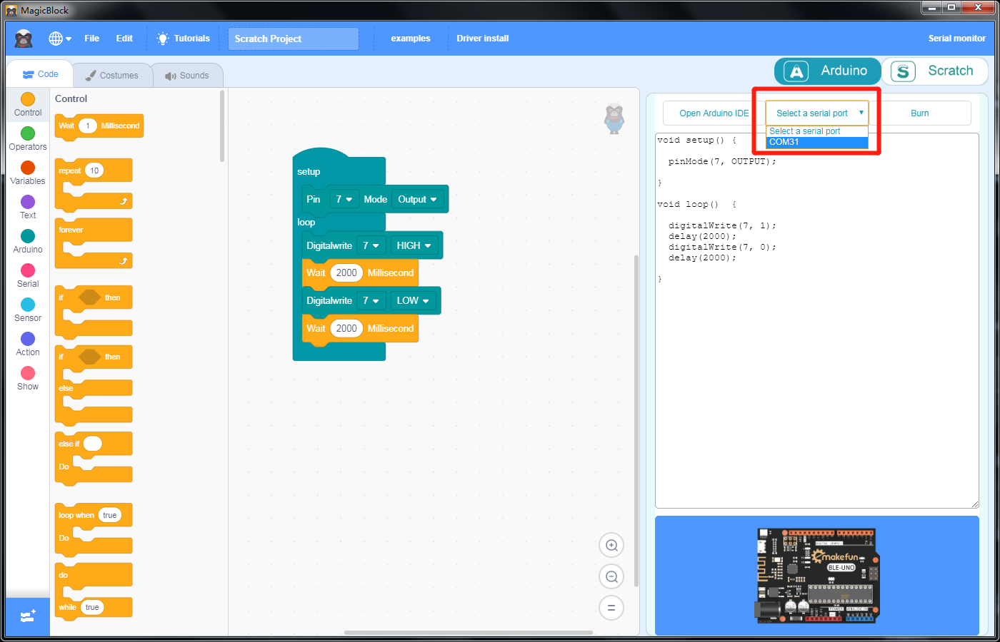 MagicBlock
File Edit Tutorials Scratch Project examples Driver install Serial monitor
Code Costumes Sounds
Arduino Scratch
Control
Operators
Variables
Text
Arduino
Serial
Sensor
Action
Show
Control
Wait 1 Millisecond
repeat 10
forever
if then
if then
else
else if
Do
loop when true
Do
do
while true
setup
Pin 7 Mode Output
loop
Digitalwrite 7 HIGH
Wait 2000 Millisecond
Digitalwrite 7 LOW
Wait 2000 Millisecond
Open Arduino IDE Select a serial port Burn
Select a serial port
COM31
void setup() {
pinMode(7, OUTPUT);
}
void loop() {
digitalWrite(7, 1);
delay(2000);
digitalWrite(7, 0);
delay(2000);
}
emakefun
BLE-UNO